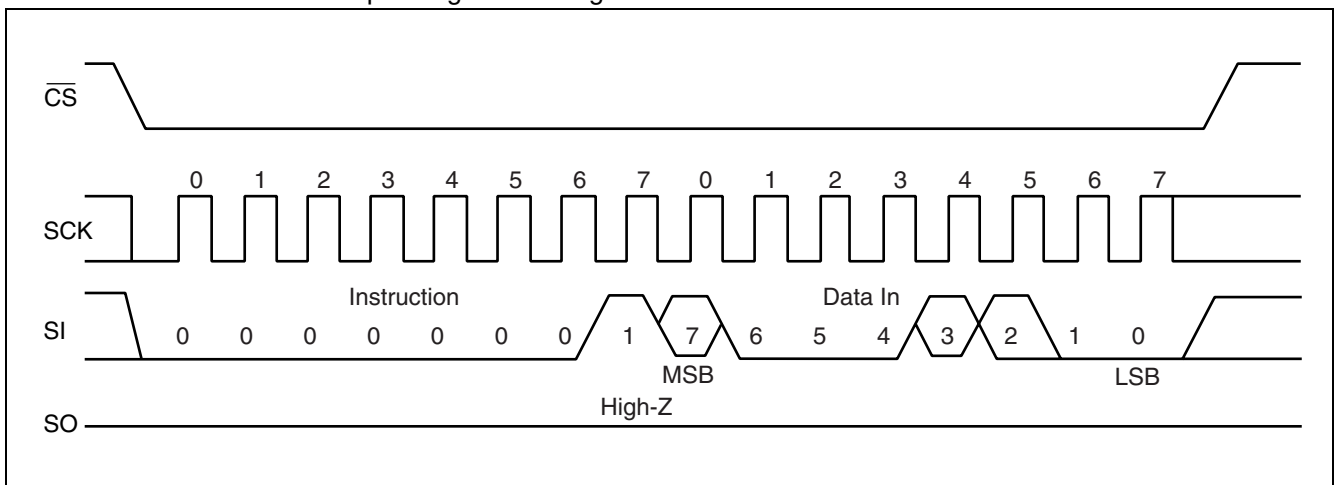 C̅S̅
0 1 2 3 4 5 6 7 0 1 2 3 4 5 6 7
SCK
Instruction Data In
SI 0 0 0 0 0 0 0 1 7 6 5 4 3 2 1 0
MSB LSB
High-Z
SO